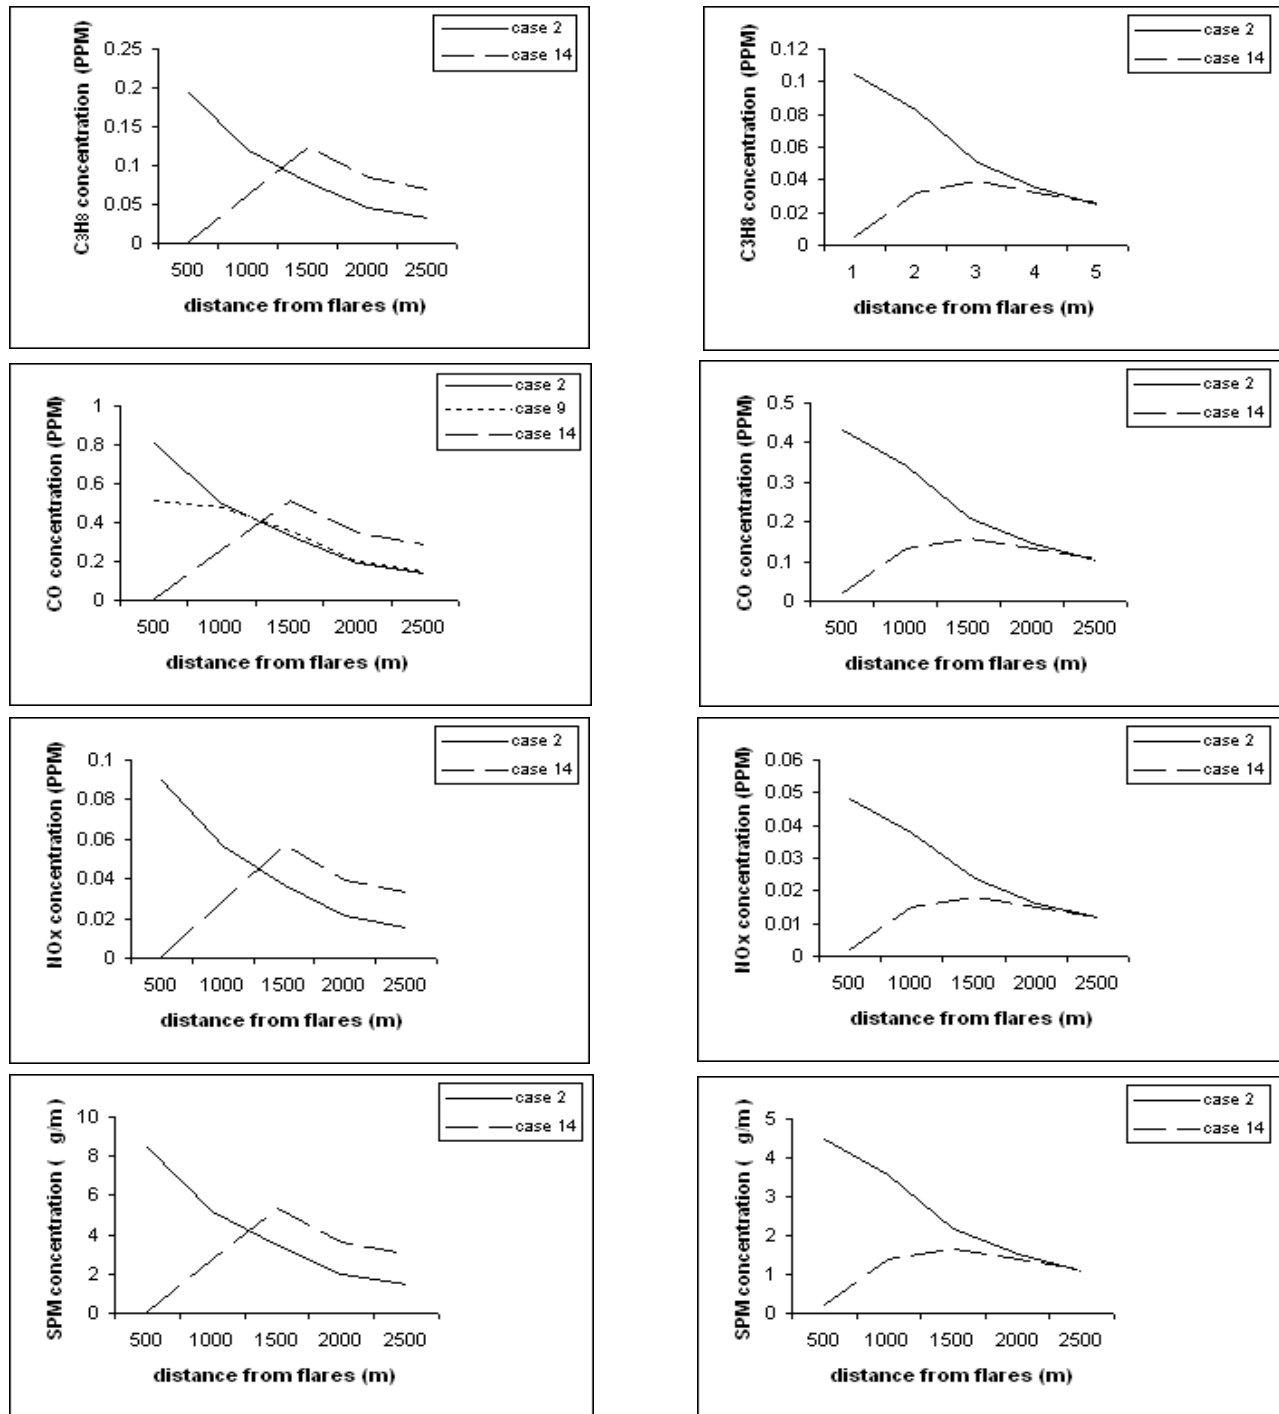 case 2
case 14
C3H8 concentration (PPM)
0.25
0.2
0.15
0.1
0.05
0
500 1000 1500 2000 2500
distance from flares (m)
case 2
case 14
C3H8 concentration (PPM)
0.12
0.1
0.08
0.06
0.04
0.02
0
1 2 3 4 5
distance from flares (m)
case 2
case 9
case 14
CO concentration (PPM)
1
0.8
0.6
0.4
0.2
0
500 1000 1500 2000 2500
distance from flares (m)
case 2
case 14
CO concentration (PPM)
0.5
0.4
0.3
0.2
0.1
0
500 1000 1500 2000 2500
distance from flares (m)
case 2
case 14
NOx concentration (PPM)
0.1
0.08
0.06
0.04
0.02
0
500 1000 1500 2000 2500
distance from flares (m)
case 2
case 14
NOx concentration (PPM)
0.06
0.05
0.04
0.03
0.02
0.01
0
500 1000 1500 2000 2500
distance from flares (m)
case 2
case 14
SPM concentration ( g/m)
10
8
6
4
2
0
500 1000 1500 2000 2500
distance from flares (m)
case 2
case 14
SPM concentration ( g/m)
5
4
3
2
1
0
500 1000 1500 2000 2500
distance from flares (m)